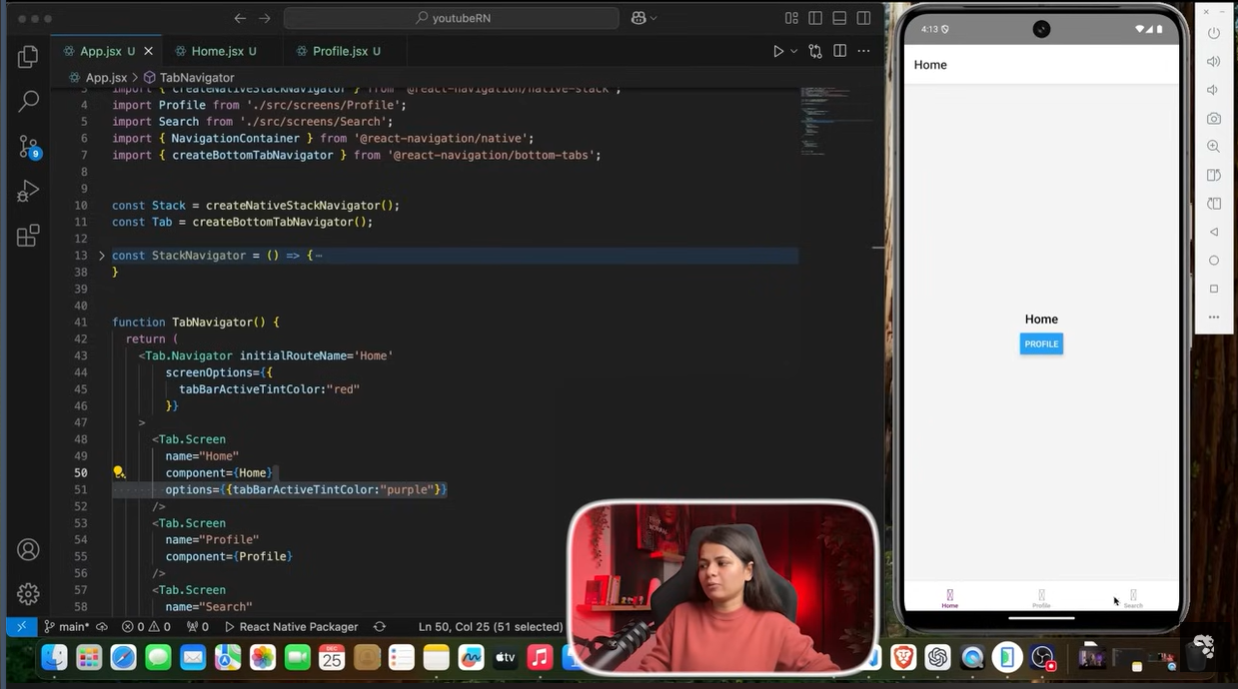 youtubeRN
App.jsx U
Home.jsx U
Profile.jsx U
App.jsx > TabNavigator
3 import { createNativeStackNavigator } from '@react-navigation/native-stack';
4 import Profile from './src/screens/Profile';
5 import Search from './src/screens/Search';
6 import { NavigationContainer } from '@react-navigation/native';
7 import { createBottomTabNavigator } from '@react-navigation/bottom-tabs';
8
9
10 const Stack = createNativeStackNavigator();
11 const Tab = createBottomTabNavigator();
12
13 const StackNavigator = () => {
38 }
39
40
41 function TabNavigator() {
42 return (
43 <Tab.Navigator initialRouteName='Home'
44 screenOptions={{
45 tabBarActiveTintColor:"red"
46 }}
47 >
48 <Tab.Screen
49 name="Home"
50 component={Home}
51 options={{tabBarActiveTintColor:"purple"}}
52 />
53 <Tab.Screen
54 name="Profile"
55 component={Profile}
56 />
57 <Tab.Screen
58 name="Search"
9
main* 0 0 0 React Native Packager Ln 50, Col 25 (51 selected)
DEC
25
tv
4:13
Home
Home
PROFILE
Home
Profile
Search